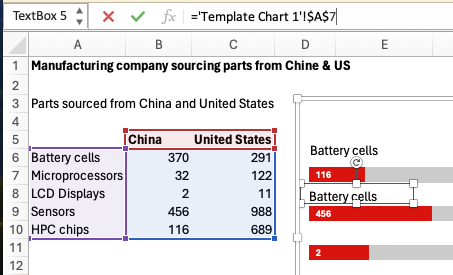 TextBox 5 fx ='Template Chart 1'!$A$7
A B C D E
1 Manufacturing company sourcing parts from Chine & US
2
3 Parts sourced from China and United States
4
5 China United States
6 Battery cells 370 291
7 Microprocessors 32 122
8 LCD Displays 2 11
9 Sensors 456 988
10 HPC chips 116 689
11
12
Battery cells
116
Battery cells
456
2